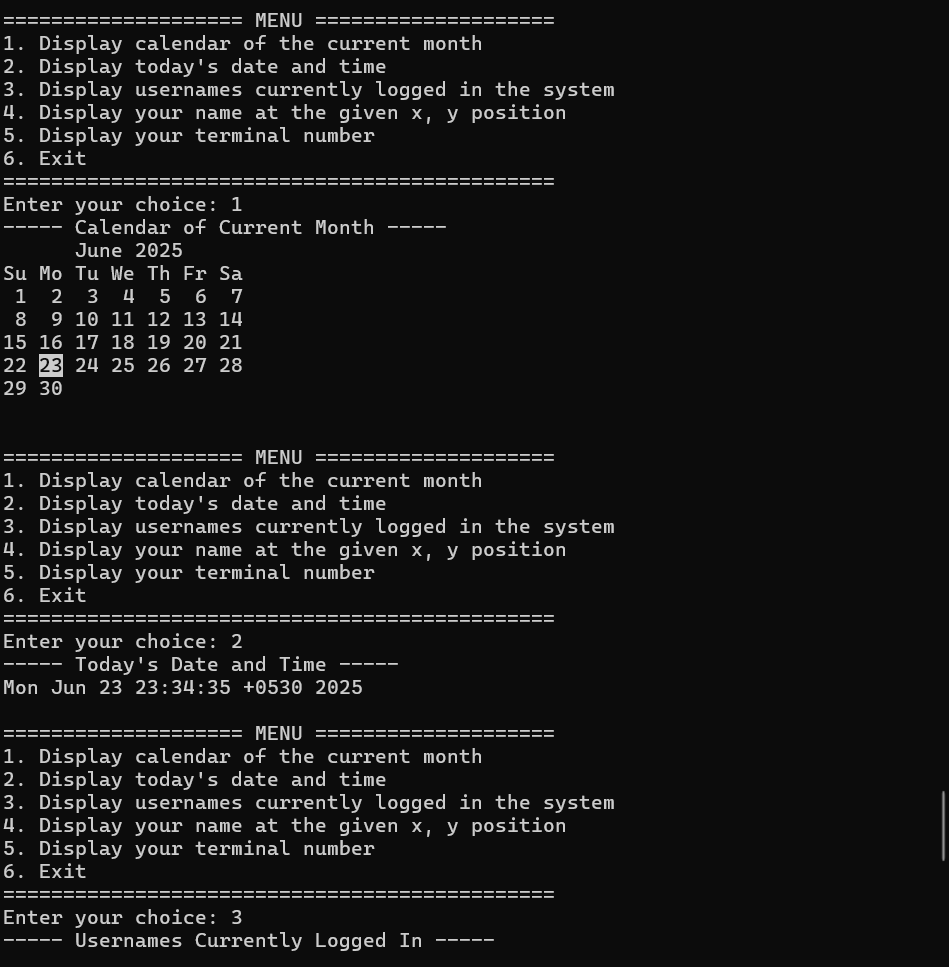 ==================== MENU ====================
1. Display calendar of the current month
2. Display today's date and time
3. Display usernames currently logged in the system
4. Display your name at the given x, y position
5. Display your terminal number
6. Exit
==============================================
Enter your choice: 1
----- Calendar of Current Month -----
      June 2025
Su Mo Tu We Th Fr Sa
 1  2  3  4  5  6  7
 8  9 10 11 12 13 14
15 16 17 18 19 20 21
22 23 24 25 26 27 28
29 30
==================== MENU ====================
1. Display calendar of the current month
2. Display today's date and time
3. Display usernames currently logged in the system
4. Display your name at the given x, y position
5. Display your terminal number
6. Exit
==============================================
Enter your choice: 2
----- Today's Date and Time -----
Mon Jun 23 23:34:35 +0530 2025
==================== MENU ====================
1. Display calendar of the current month
2. Display today's date and time
3. Display usernames currently logged in the system
4. Display your name at the given x, y position
5. Display your terminal number
6. Exit
==============================================
Enter your choice: 3
----- Usernames Currently Logged In -----